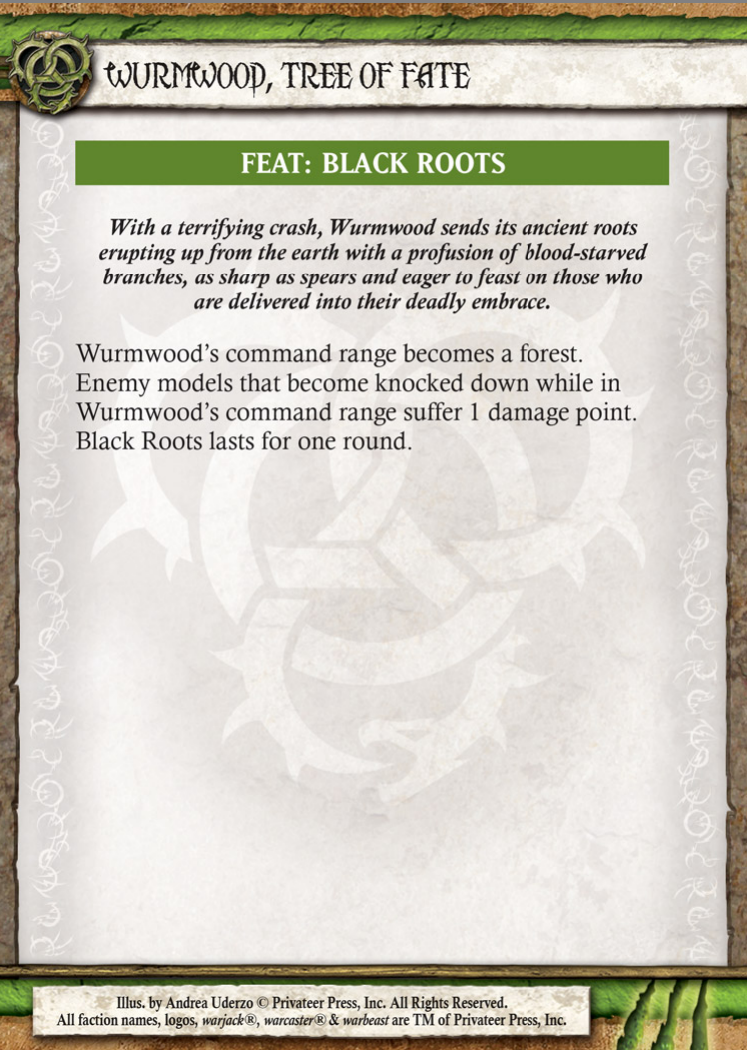 WURMWOOD, TREE OF FATE
FEAT: BLACK ROOTS
With a terrifying crash, Wurmwood sends its ancient roots
erupting up from the earth with a profusion of blood-starved
branches, as sharp as spears and eager to feast on those who
are delivered into their deadly embrace.
Wurmwood’s command range becomes a forest.
Enemy models that become knocked down while in
Wurmwood’s command range suffer 1 damage point.
Black Roots lasts for one round.
Illus. by Andrea Uderzo © Privateer Press, Inc. All Rights Reserved.
All faction names, logos, warjack®, warcaster® & warbeast are TM of Privateer Press, Inc.